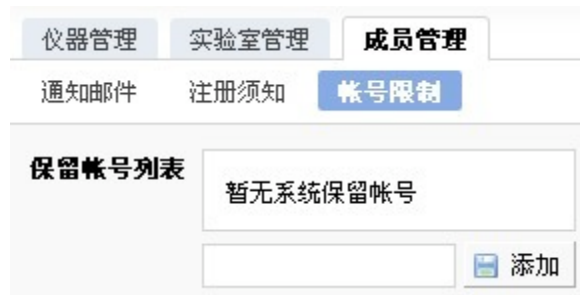 仪器管理 实验室管理 成员管理
通知邮件 注册须知 帐号限制
保留帐号列表
暂无系统保留帐号
添加